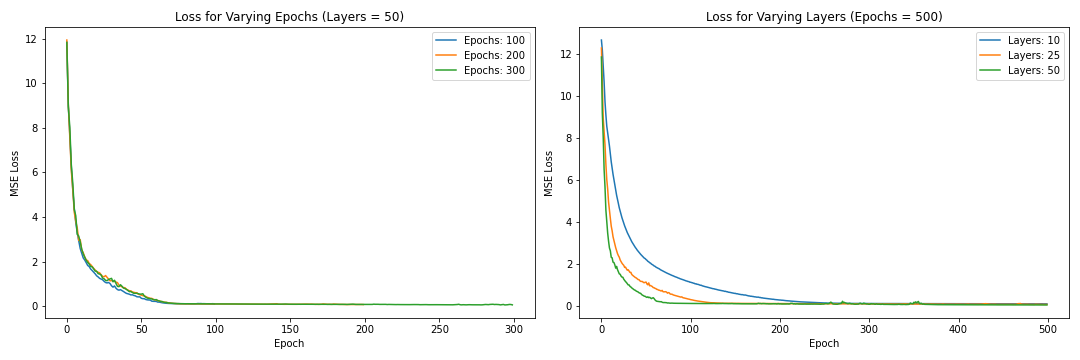 Loss for Varying Epochs (Layers = 50)
12
10
8
6
4
2
0
MSE Loss
Epochs: 100
Epochs: 200
Epochs: 300
0 50 100 150 200 250 300
Epoch
Loss for Varying Layers (Epochs = 500)
12
10
8
6
4
2
0
MSE Loss
Layers: 10
Layers: 25
Layers: 50
0 100 200 300 400 500
Epoch